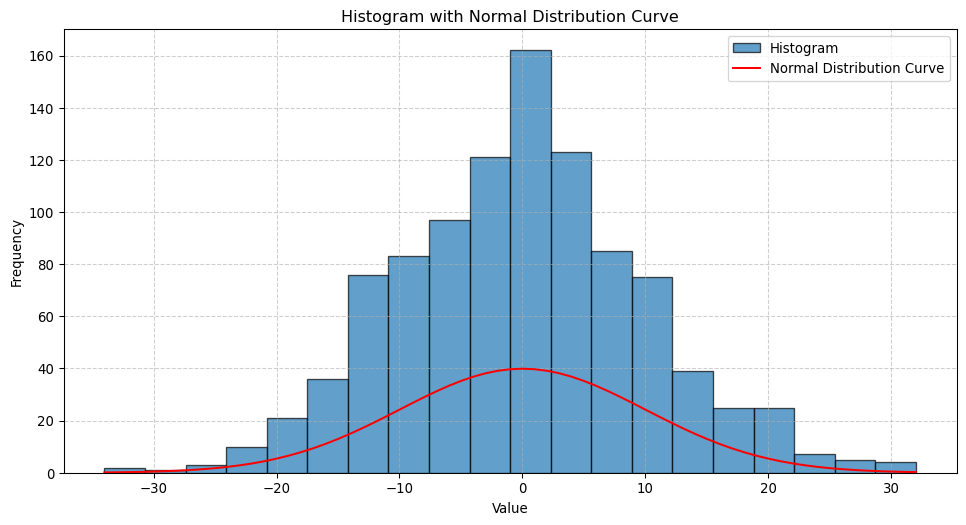 Histogram with Normal Distribution Curve
Histogram
Normal Distribution Curve
160
140
120
100
80
60
40
20
0
Frequency
−30 −20 −10 0 10 20 30
Value